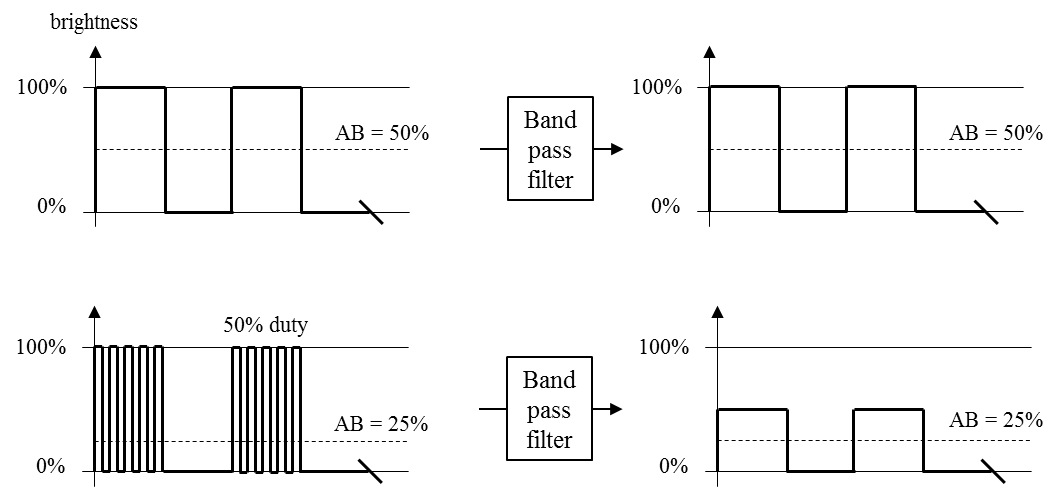 brightness
100%
AB = 50%
0%
Band
pass
filter
100%
AB = 50%
0%
50% duty
100%
AB = 25%
0%
Band
pass
filter
100%
AB = 25%
0%